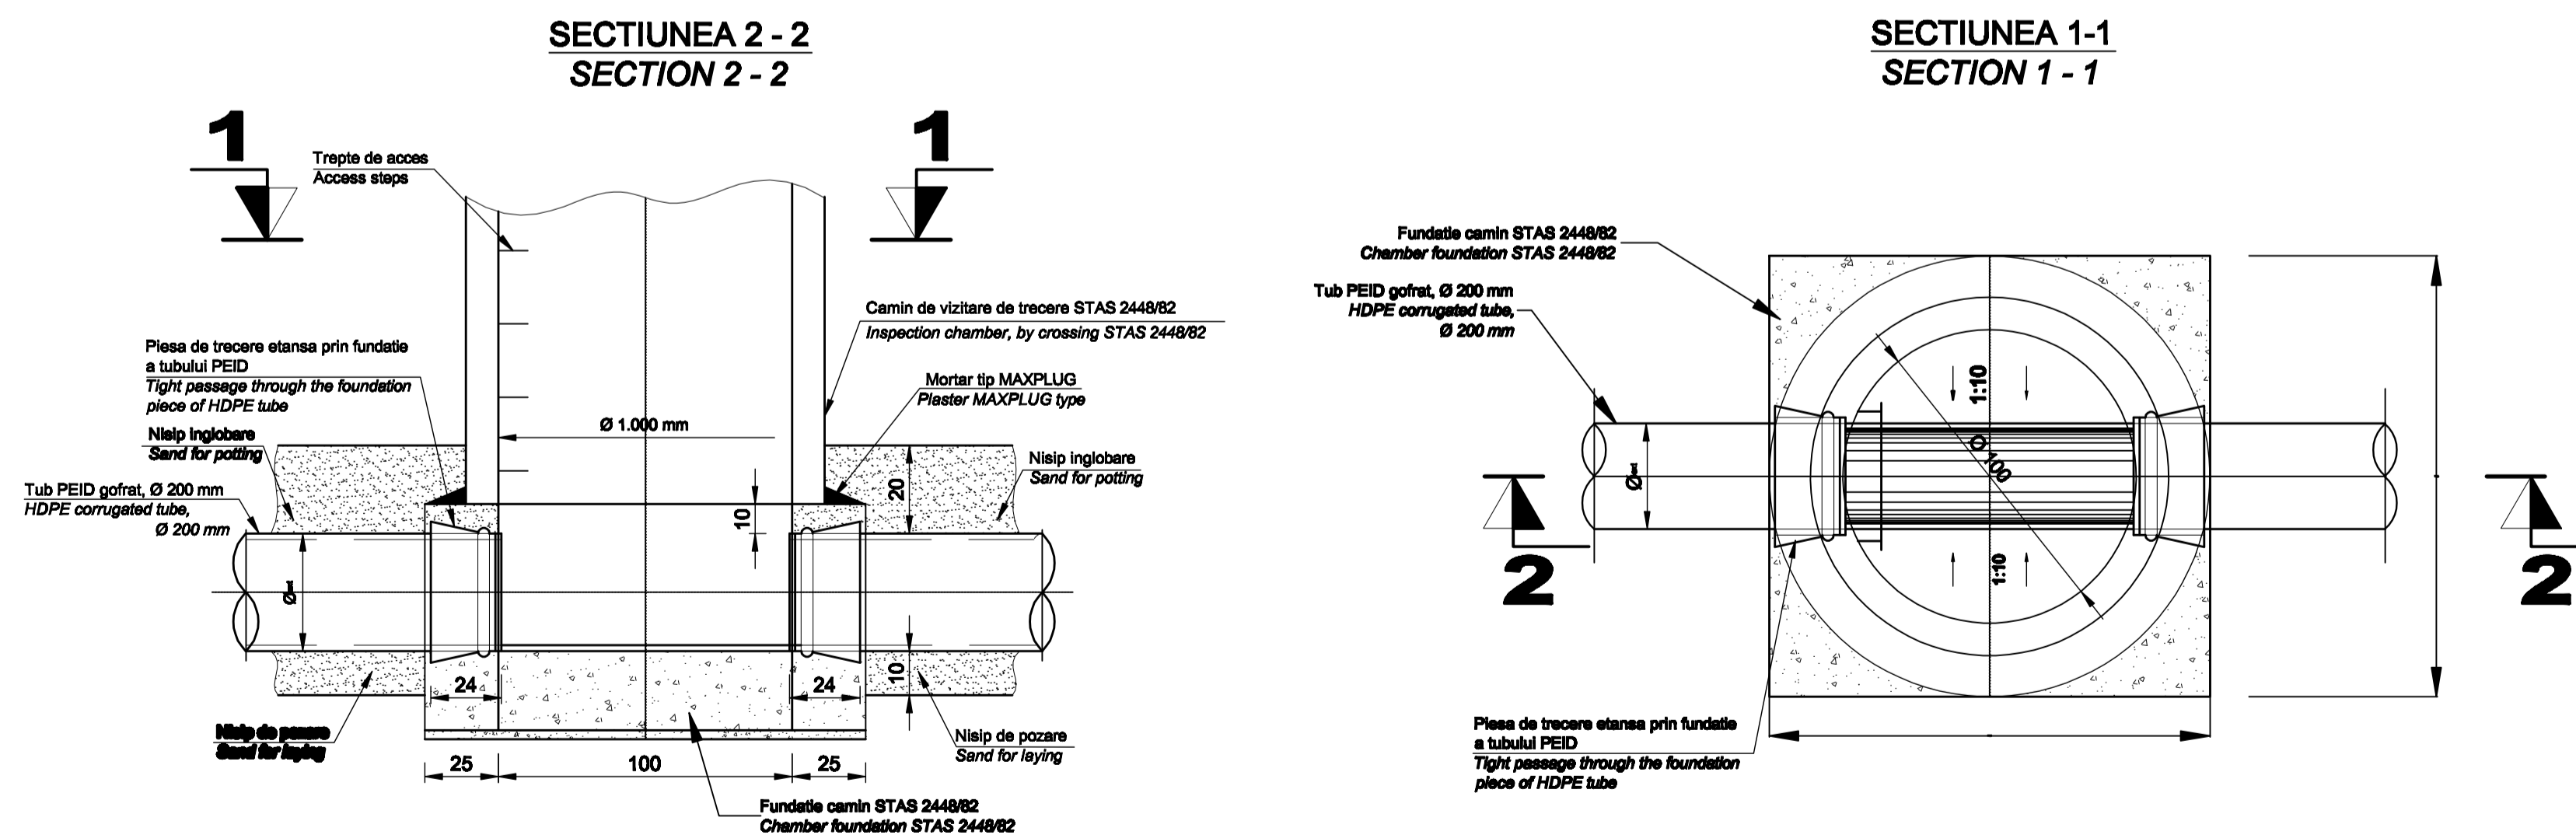 SECTIUNEA 2 - 2
SECTION 2 - 2
1
1
Trepte de acces
Access steps
Camin de vizitare de trecere STAS 2448/82
Inspection chamber, by crossing STAS 2448/82
Piesa de trecere etansa prin fundatie
a tubului PEID
Tight passage through the foundation
piece of HDPE tube
Mortar tip MAXPLUG
Plaster MAXPLUG type
Ø 1.000 mm
Nisip inglobare
Sand for potting
Nisip inglobare
Sand for potting
Tub PEID gofrat, Ø 200 mm
HDPE corrugated tube,
Ø 200 mm
20
10
Øext
10
24
24
Nisip de pozare
Sand for laying
Nisip de pozare
Sand for laying
25
100
25
Fundatie camin STAS 2448/82
Chamber foundation STAS 2448/82
SECTIUNEA 1-1
SECTION 1 - 1
Fundatie camin STAS 2448/82
Chamber foundation STAS 2448/82
Tub PEID gofrat, Ø 200 mm
HDPE corrugated tube,
Ø 200 mm
1:10
Ø 100
Øext
1:10
2
2
Piesa de trecere etansa prin fundatie
a tubului PEID
Tight passage through the foundation
piece of HDPE tube